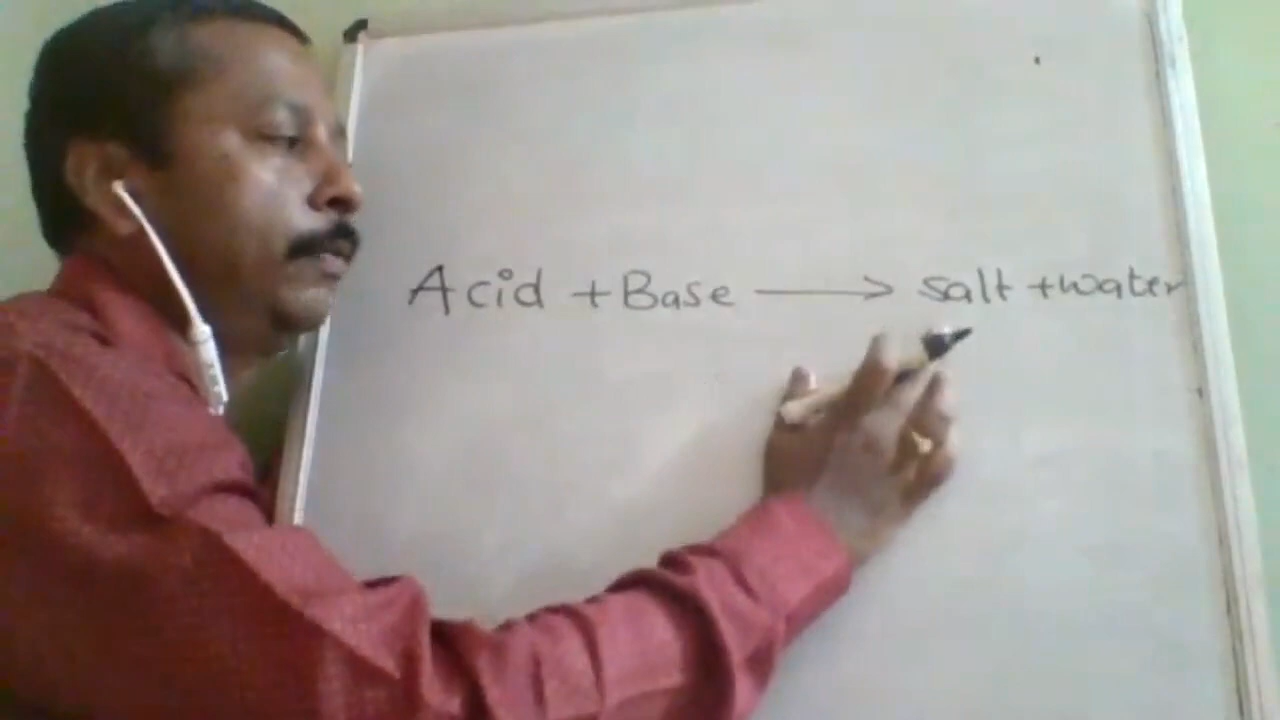 Acid + Base ⟶ salt + water